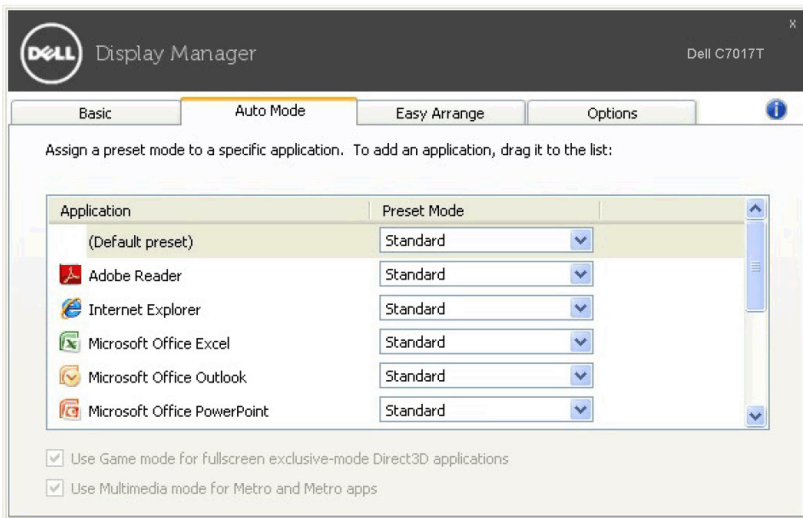 X
DELL Display Manager Dell C7017T
Basic Auto Mode Easy Arrange Options i
Assign a preset mode to a specific application. To add an application, drag it to the list:
Application Preset Mode
(Default preset) Standard
Adobe Reader Standard
Internet Explorer Standard
Microsoft Office Excel Standard
Microsoft Office Outlook Standard
Microsoft Office PowerPoint Standard
Use Game mode for fullscreen exclusive-mode Direct3D applications
Use Multimedia mode for Metro and Metro apps